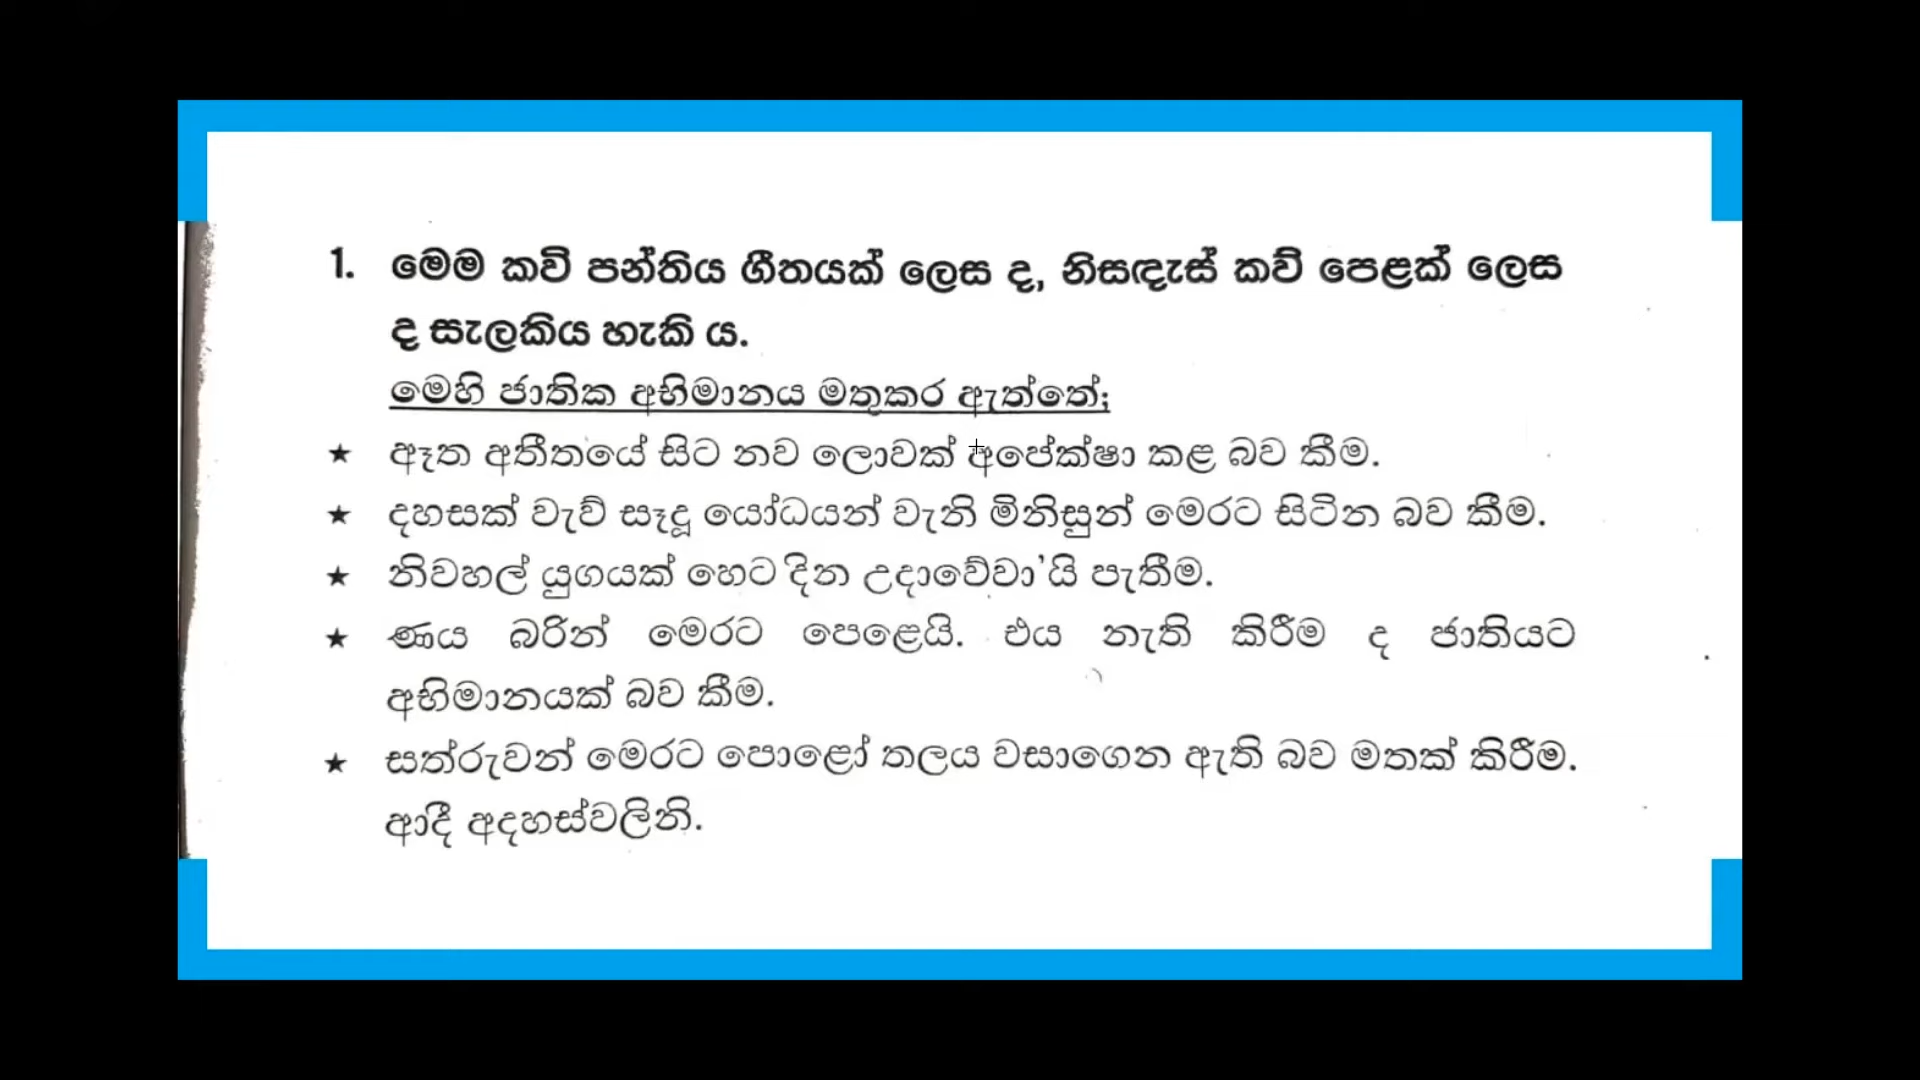 1. මෙම කවි පන්තිය ගීතයක් ලෙස ද, නිසඳැස් කව් පෙළක් ලෙස
ද සැලකිය හැකි ය.
මෙහි ජාතික අභිමානය මතුකර ඇත්තේ;
★ ඈත අතීතයේ සිට නව ලොවක් අපේක්ෂා කළ බව කීම.
★ දහසක් වැව් සෑදූ යෝධයන් වැනි මිනිසුන් මෙරට සිටින බව කීම.
★ නිවහල් යුගයක් හෙට දින උදාවේවා'යි පැතීම.
★ ණය බරින් මෙරට පෙළෙයි. එය නැති කිරීම ද ජාතියට
අභිමානයක් බව කීම.
★ සත්රුවන් මෙරට පොළෝ තලය වසාගෙන ඇති බව මතක් කිරීම.
ආදී අදහස්වලිනි.